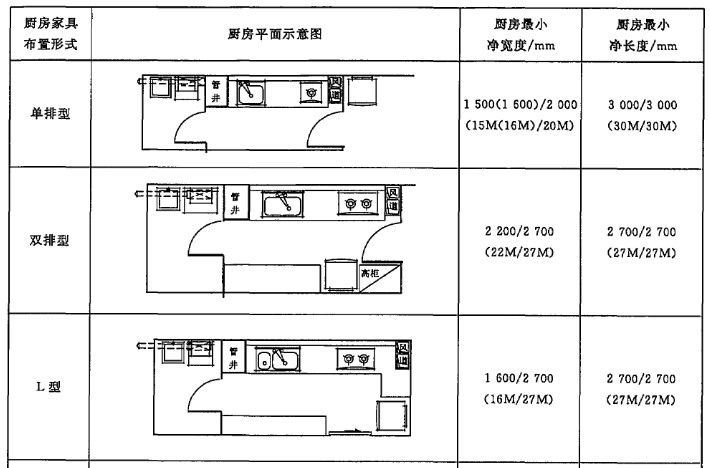 厨房家具
布置形式
厨房平面示意图
厨房最小
净宽度/mm
厨房最小
净长度/mm
单排型
管
井
风
道
1 500(1 600)/2 000
(15M(16M)/20M)
3 000/3 000
(30M/30M)
双排型
管
井
风
道
高柜
2 200/2 700
(22M/27M)
2 700/2 700
(27M/27M)
L 型
管
井
风
道
1 600/2 700
(16M/27M)
2 700/2 700
(27M/27M)